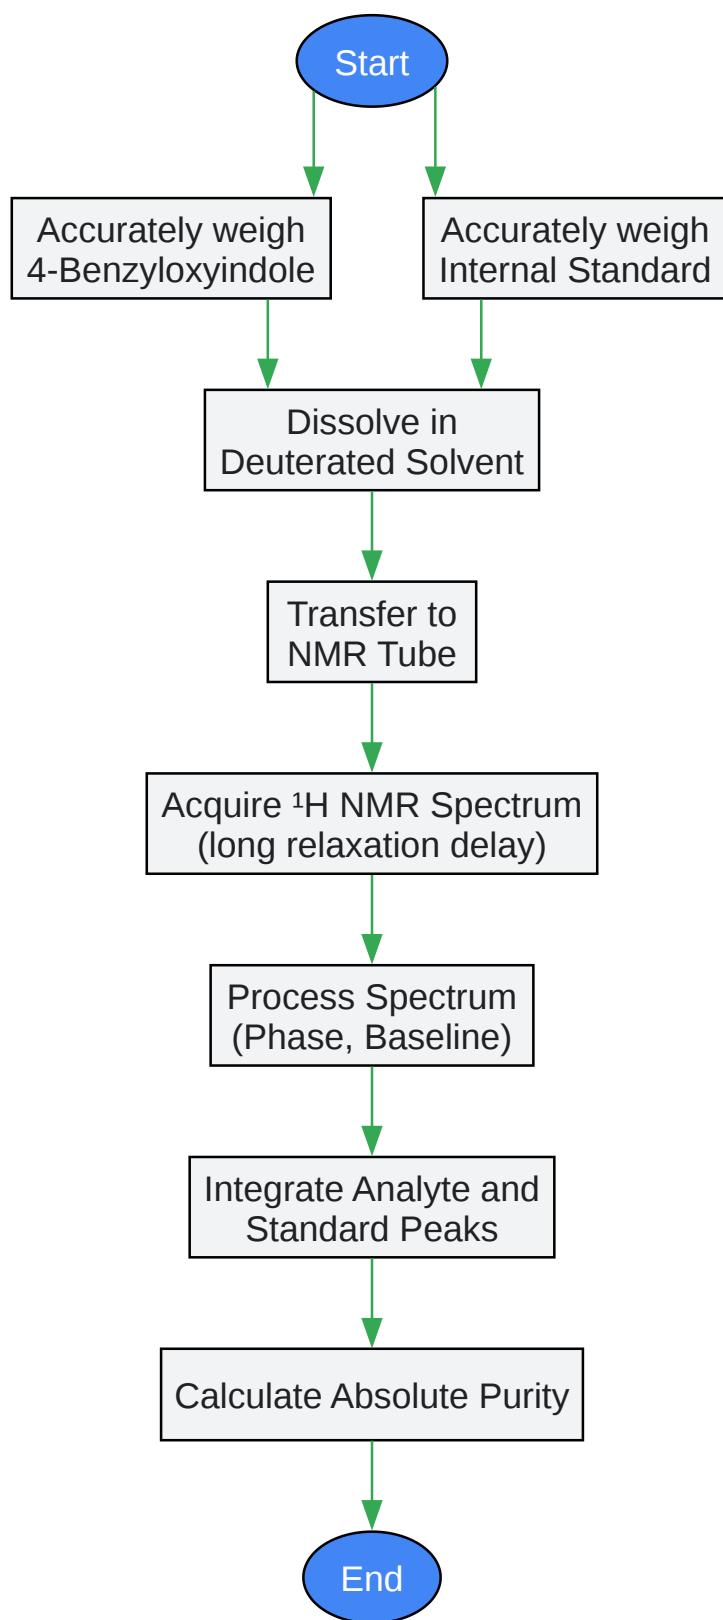 Start
Accurately weigh
4-Benzyloxyindole
Accurately weigh
Internal Standard
Dissolve in
Deuterated Solvent
Transfer to
NMR Tube
Acquire ¹H NMR Spectrum
(long relaxation delay)
Process Spectrum
(Phase, Baseline)
Integrate Analyte and
Standard Peaks
Calculate Absolute Purity
End